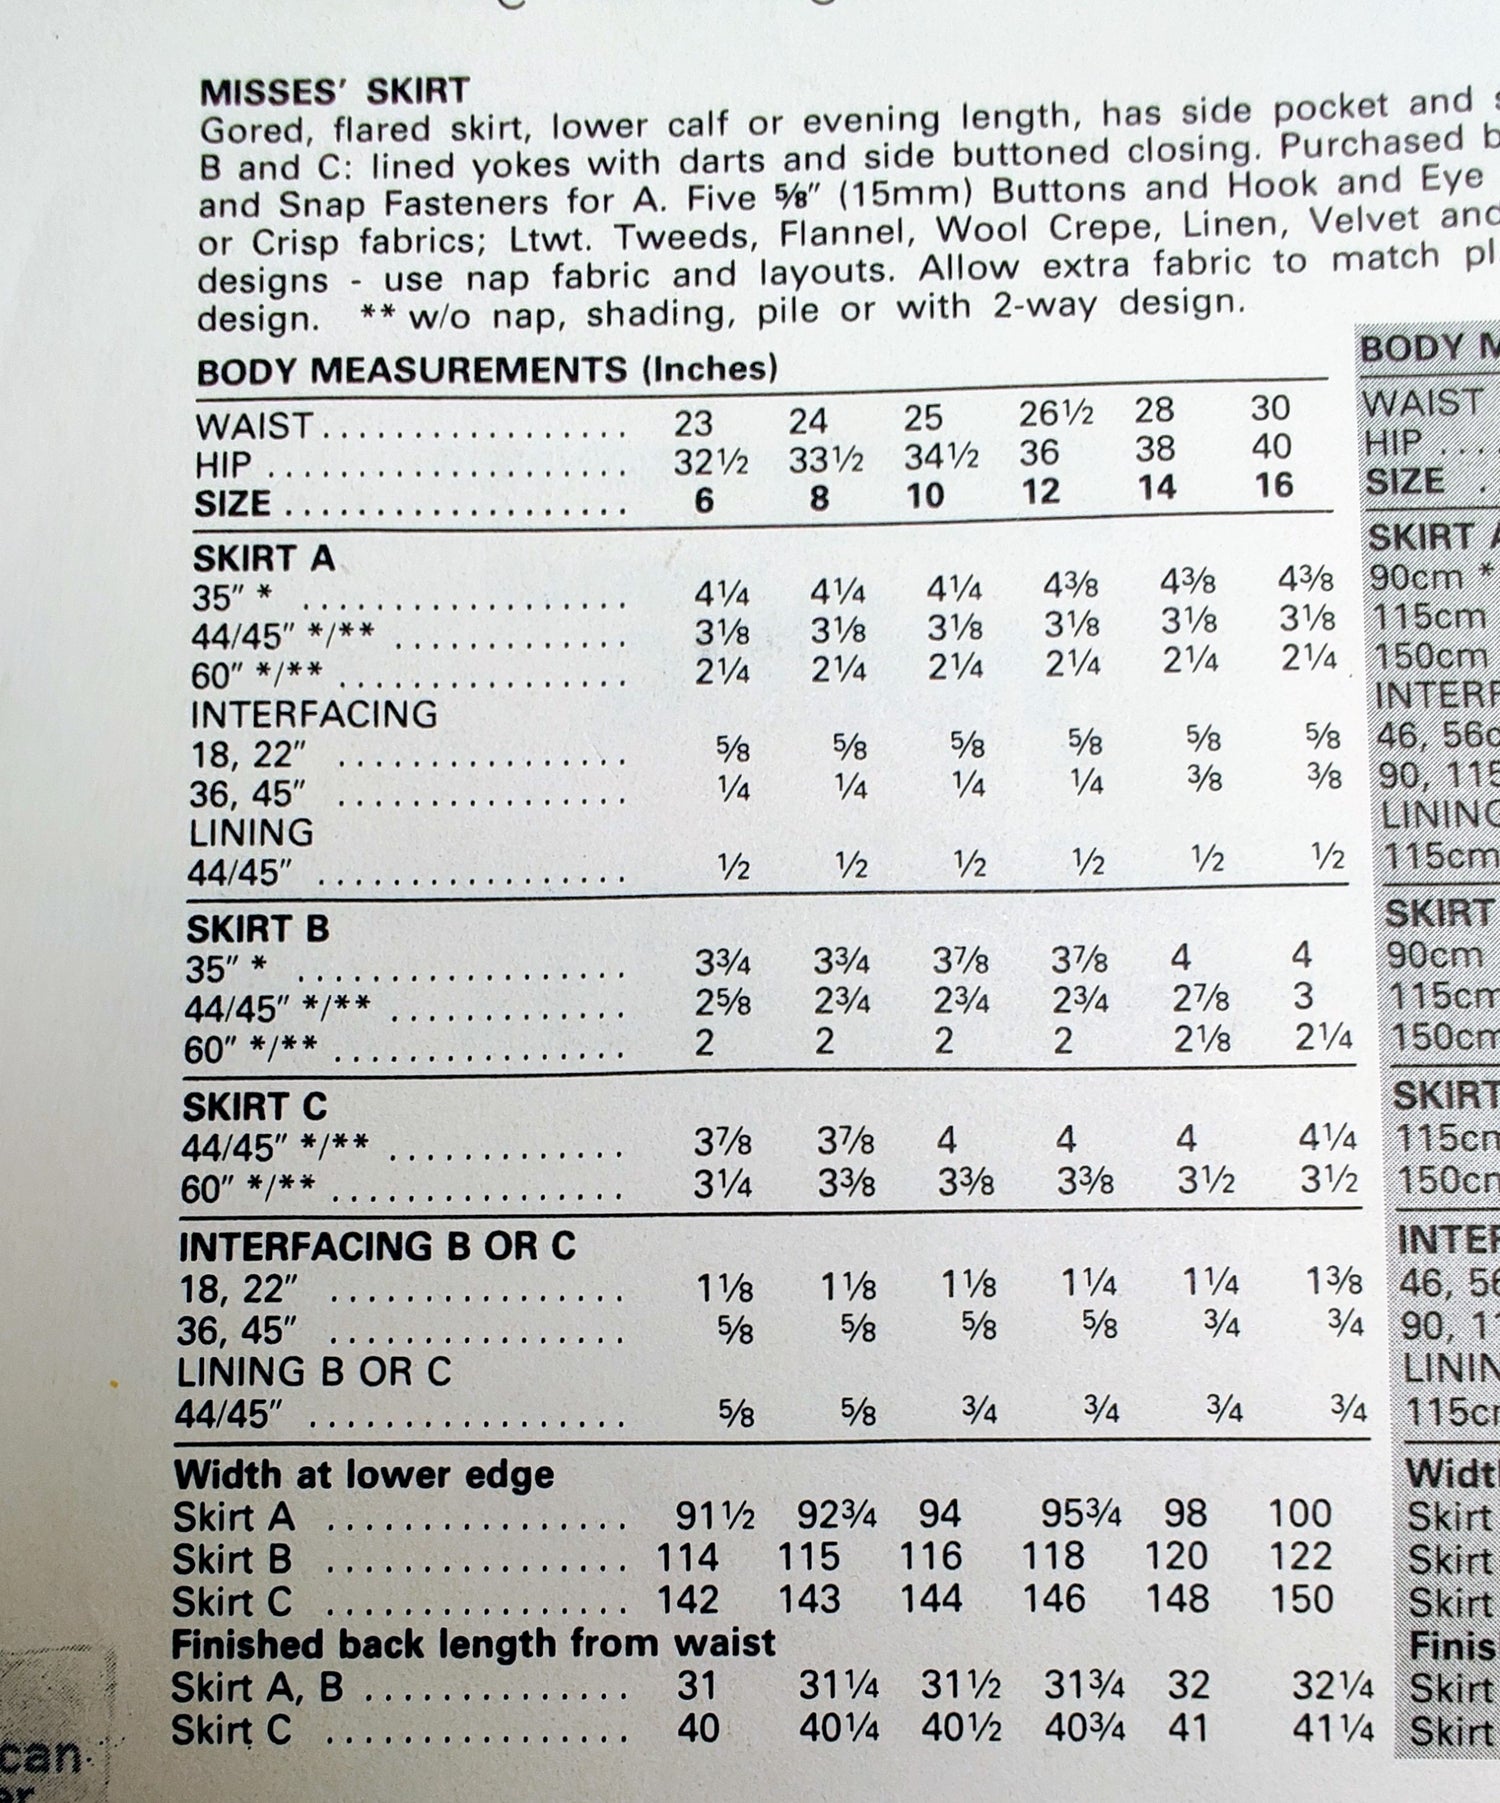 MISSES' SKIRT
Gored, flared skirt, lower calf or evening length, has side pocket and
B and C: lined yokes with darts and side buttoned closing. Purchased
and Snap Fasteners for A. Five 5/8" (15mm) Buttons and Hook and Eye
or Crisp fabrics; Ltwt. Tweeds, Flannel, Wool Crepe, Linen, Velvet and
designs - use nap fabric and layouts. Allow extra fabric to match
design. ** w/o nap, shading, pile or with 2-way design.
BODY MEASUREMENTS (Inches)
WAIST................. 23 24 25 26½ 28 30
HIP.................... 32½ 33½ 34½ 36 38 40
SIZE................... 6 8 10 12 14 16
SKIRT A
35" * .................. 4¼ 4¼ 4¼ 4⅜ 4⅜ 4⅜
44/45" */** ............. 3⅛ 3⅛ 3⅛ 3⅛ 3⅛ 3⅛
60" */** ................ 2¼ 2¼ 2¼ 2¼ 2¼ 2¼
INTERFACING
18, 22" ................ ⅝ ⅝ ⅝ ⅝ ⅝ ⅝
36, 45" ................ ¼ ¼ ¼ ¼ ⅜ ⅜
LINING
44/45" ................. ½ ½ ½ ½ ½ ½
SKIRT B
35" * .................. 3¾ 3¾ 3⅞ 3⅞ 4 4
44/45" */** ............. 2⅝ 2¾ 2¾ 2¾ 2⅞ 3
60" */** ................ 2 2 2 2 2⅛ 2¼
SKIRT C
44/45" */** ............. 3⅞ 3⅞ 4 4 4 4¼
60" */** ................ 3¼ 3⅜ 3⅜ 3⅜ 3½ 3½
INTERFACING B OR C
18, 22" ................ 1⅛ 1⅛ 1⅛ 1¼ 1¼ 1⅜
36, 45" ................ ⅝ ⅝ ⅝ ⅝ ¾ ¾
LINING B OR C
44/45" ................. ⅝ ⅝ ¾ ¾ ¾ ¾
Width at lower edge
Skirt A ................ 91½ 92¾ 94 95¾ 98 100
Skirt B ................ 114 115 116 118 120 122
Skirt C ................ 142 143 144 146 148 150
Finished back length from waist
Skirt A, B .............. 31 31¼ 31½ 31¾ 32 32¼
Skirt C ................ 40 40¼ 40½ 40¾ 41 41¼
BODY
WAIST
HIP ....
SIZE .
SKIRT
90cm *
115cm
150cm
46,
90, 115
115cm
SKIRT
90cm
115cm
150cm
SKIRT
115cm
150cm
46, 56
90,
Skirt
Skirt
Skirt
Skirt
Skirt
can